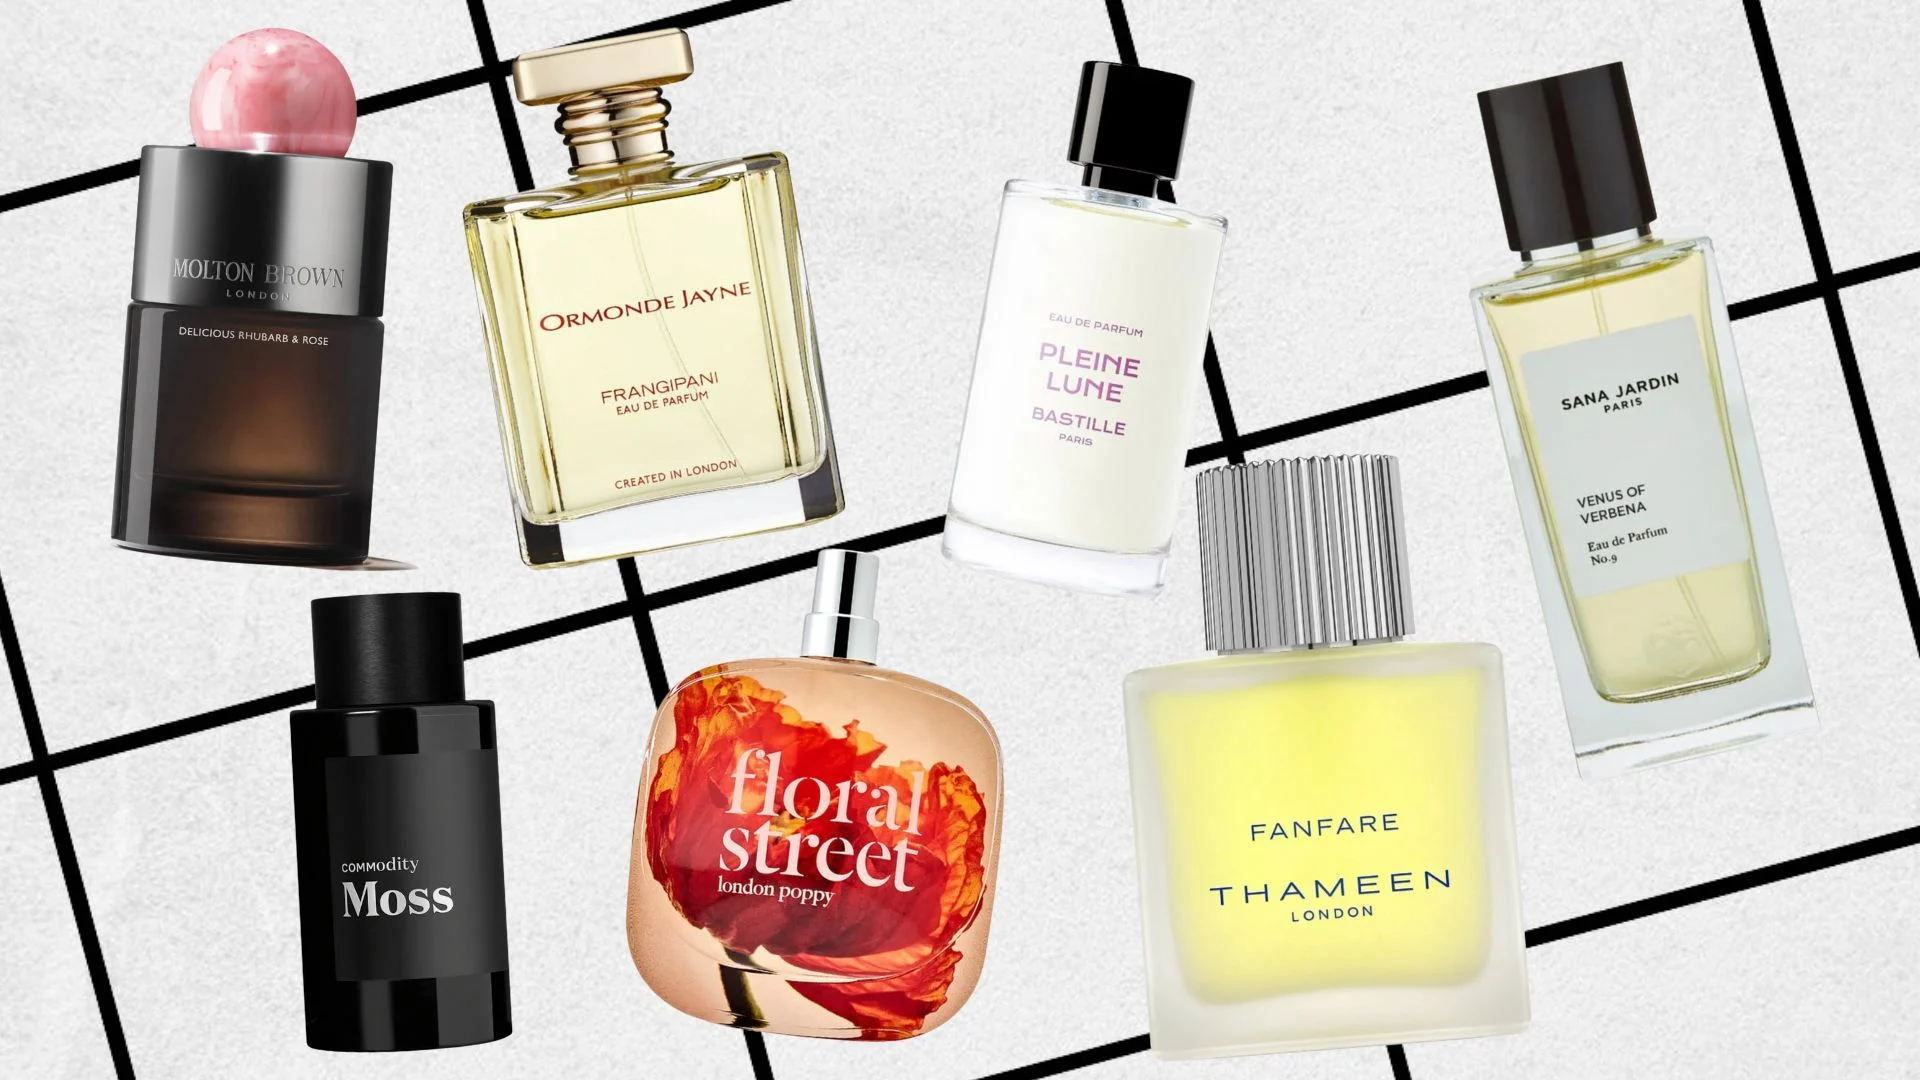 MOLTON BROWN
LONDON
DELICIOUS RHUBARB & ROSE
ORMONDE JAYNE
FRANGIPANI
EAU DE PARFUM
CREATED IN LONDON
EAU DE PARFUM
PLEINE
LUNE
BASTILLE
PARIS
SANA JARDIN
PARIS
VENUS OF
VERBENA
Eau de Parfum
No.9
COMModity
Moss
floral
street
london poppy
FANFARE
THAMEEN
LONDON